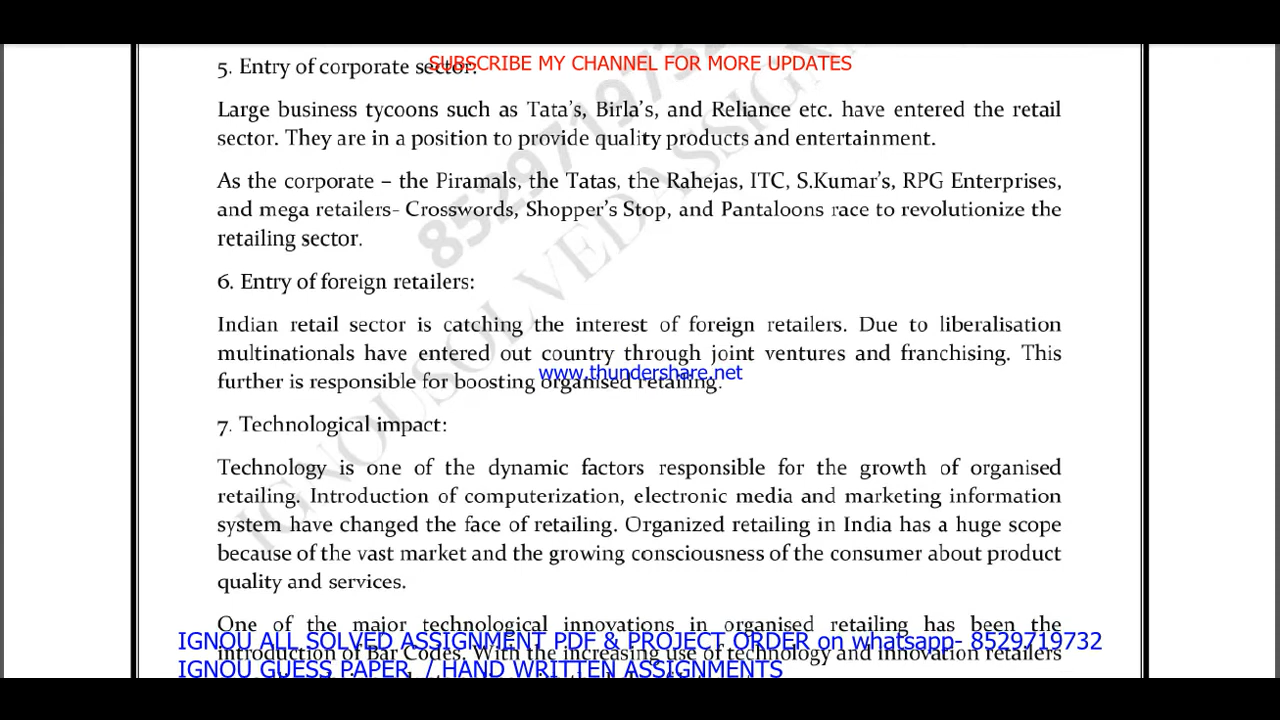 SUBSCRIBE MY CHANNEL FOR MORE UPDATES
5. Entry of corporate sector:
Large business tycoons such as Tata's, Birla's, and Reliance etc. have entered the retail
sector. They are in a position to provide quality products and entertainment.
As the corporate – the Piramals, the Tatas, the Rahejas, ITC, S.Kumar's, RPG Enterprises,
and mega retailers- Crosswords, Shopper's Stop, and Pantaloons race to revolutionize the
retailing sector.
6. Entry of foreign retailers:
Indian retail sector is catching the interest of foreign retailers. Due to liberalisation
multinationals have entered out country through joint ventures and franchising. This
www.thundershare.net
further is responsible for boosting organised retailing.
7. Technological impact:
Technology is one of the dynamic factors responsible for the growth of organised
retailing. Introduction of computerization, electronic media and marketing information
system have changed the face of retailing. Organized retailing in India has a huge scope
because of the vast market and the growing consciousness of the consumer about product
quality and services.
One of the major technological innovations in organised retailing has been the
IGNOU ALL SOLVED ASSIGNMENT PDF & PROJECT ORDER on whatsapp- 8529719732
introduction of Bar Codes. With the increasing use of technology and innovation retailers
IGNOU GUESS PAPER / HAND WRITTEN ASSIGNMENTS
852971973
IGNOUSOLVEDASSIGN